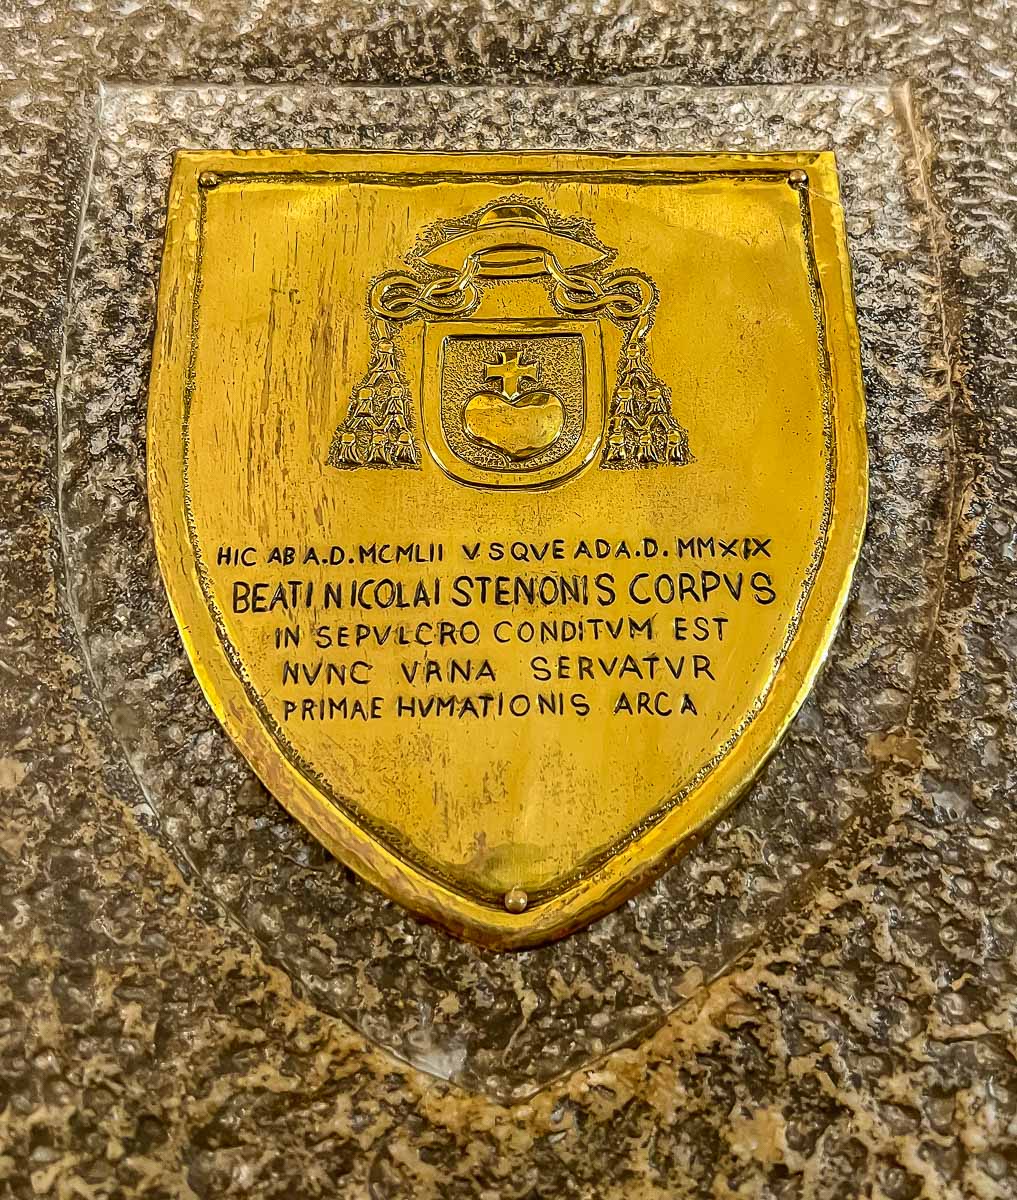 HIC AB A.D. MCMLII VSQVE AD A.D. MMXIX
BEATI NICOLAI STENONIS CORPVS
IN SEPVLCRO CONDITVM EST
NVNC VRNA SERVATVR
PRIMAE HVMATIONIS ARCA